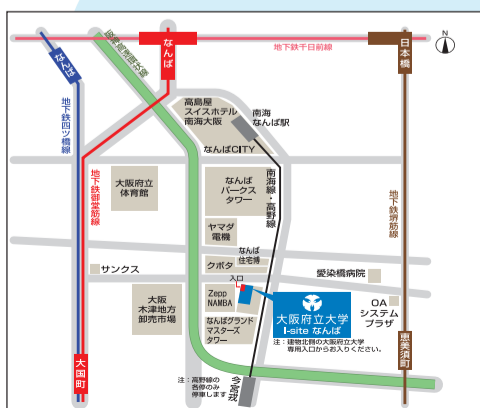 阪神高速環状線
N
なんば
なんば
地下鉄千日前線
日本橋
高島屋
スイスホテル
南海大阪
南海
なんば駅
なんばCITY
地下鉄四ツ橋線
地下鉄御堂筋線
大阪府立
体育館
なんば
パークス
タワー
南海線・高野線
地下鉄堺筋線
ヤマダ
電機
なんば
住宅博
クボタ
サンクス
入口
愛染橋病院
大阪
木津地方
卸売市場
Zepp
NAMBA
大阪府立大学
I-site なんば
OA
システム
プラザ
なんばグランド
マスターズ
タワー
注：建物北側の大阪府立大学
専用入口からお入りください。
恵美須町
大国町
注：高野線の
各停のみ
停車します
今宮戎